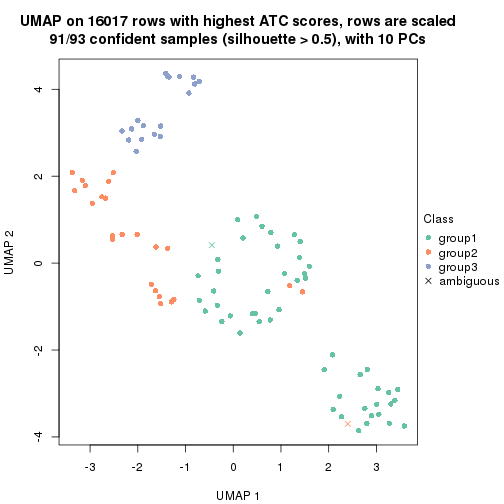 UMAP on 16017 rows with highest ATC scores, rows are scaled
91/93 confident samples (silhouette > 0.5), with 10 PCs
4
2
0
-2
-4
UMAP 2
-3
-2
-1
0
1
2
3
UMAP 1
Class
group1
group2
group3
ambiguous